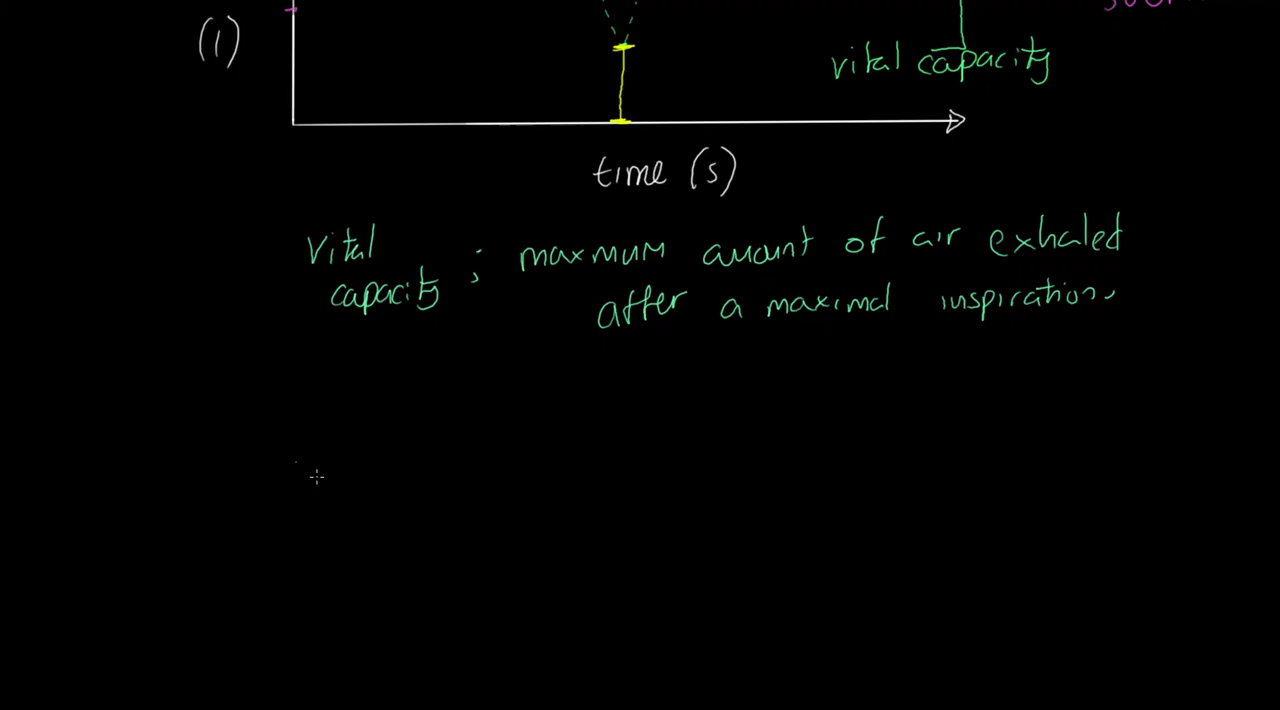 (l)
vital capacity
time (s)
Vital capacity : maxmum amount of air exhaled
after a maximal inspiration.